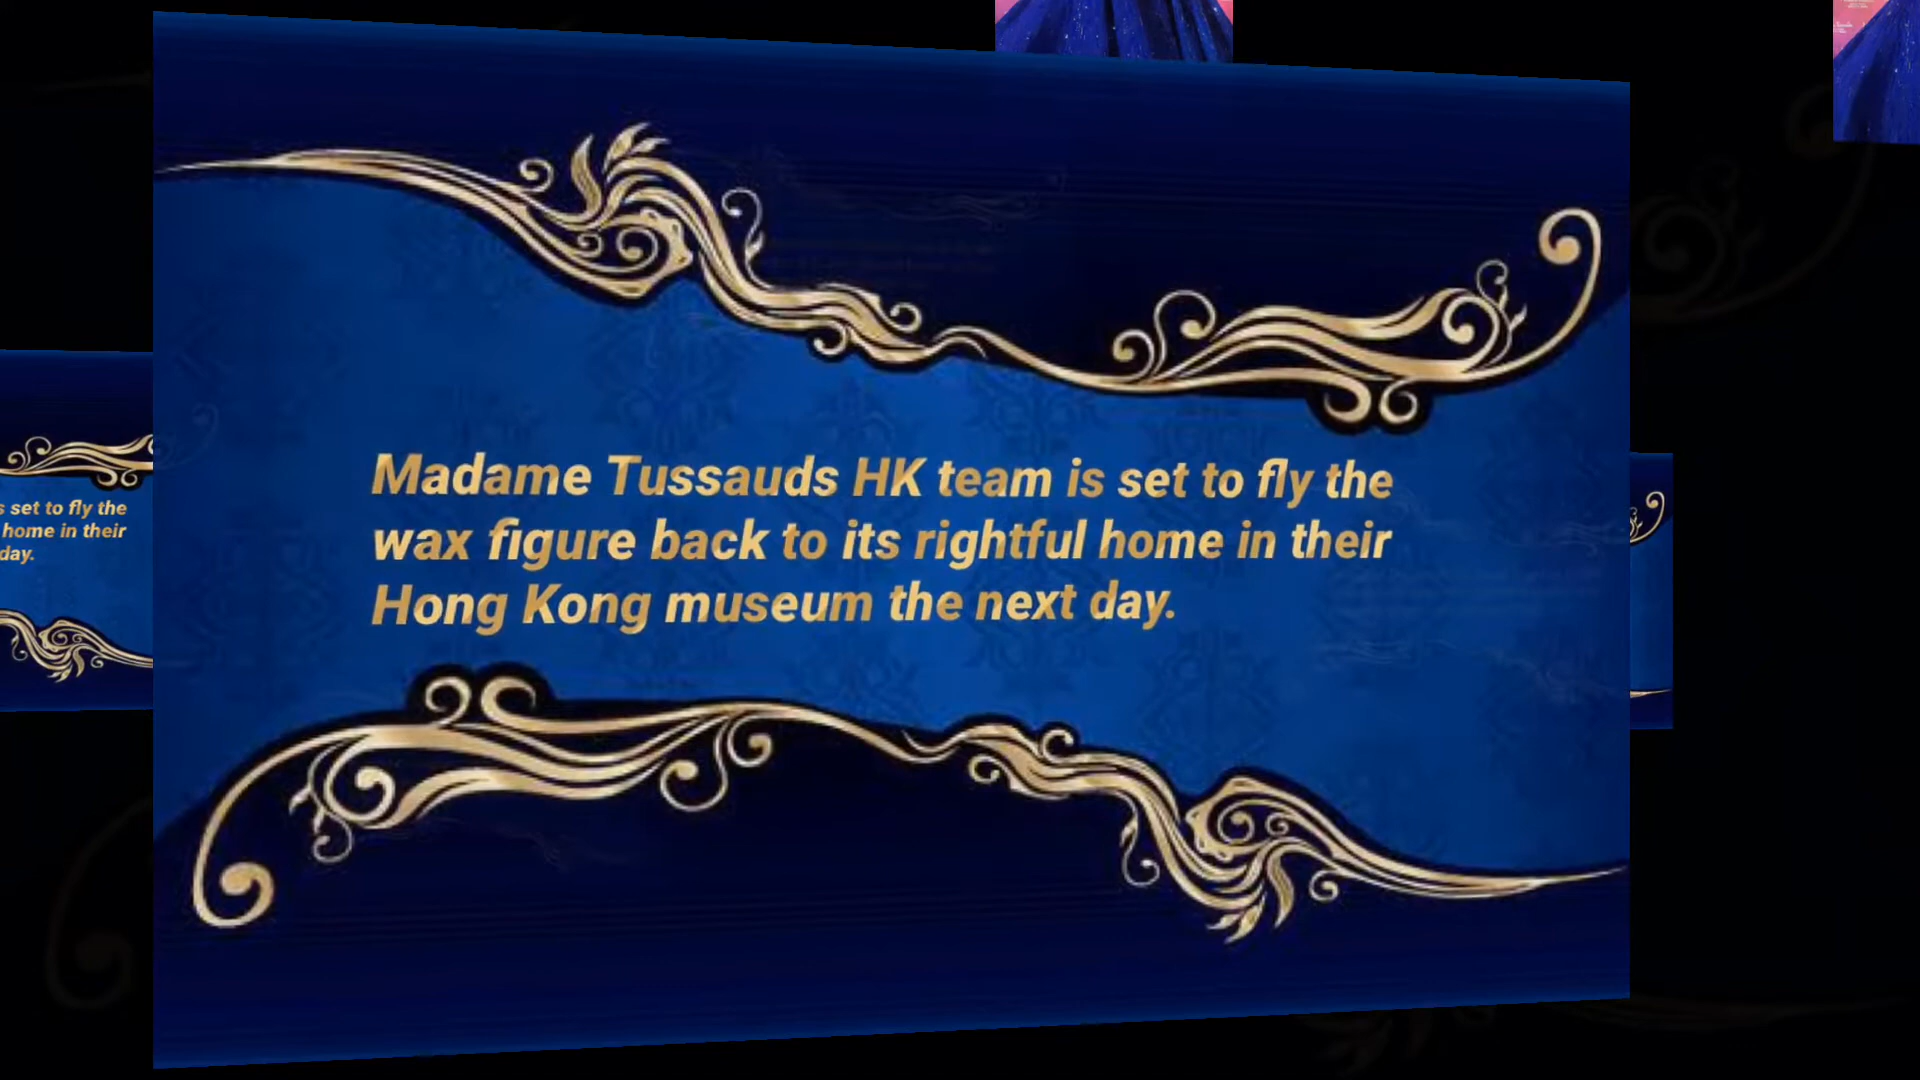 Madame Tussauds HK team is set to fly the
wax figure back to its rightful home in their
Hong Kong museum the next day.
set to fly the
home in their
day.